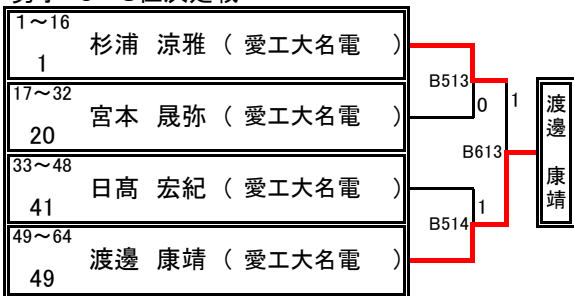 1～16
1
杉浦 涼雅 ( 愛工大名電 )
17～32
20
宮本 晟弥 ( 愛工大名電 )
33～48
41
日髙 宏紀 ( 愛工大名電 )
49～64
49
渡邊 康靖 ( 愛工大名電 )
B513
0
1
B613
B514
1
渡邊 康靖